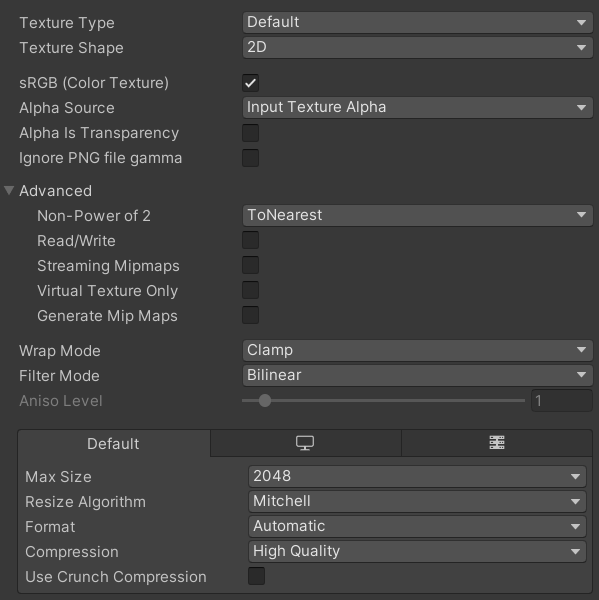 Texture Type Default
Texture Shape 2D
sRGB (Color Texture)
Alpha Source Input Texture Alpha
Alpha Is Transparency
Ignore PNG file gamma
Advanced
Non-Power of 2 ToNearest
Read/Write
Streaming Mipmaps
Virtual Texture Only
Generate Mip Maps
Wrap Mode Clamp
Filter Mode Bilinear
Aniso Level 1
Default
Max Size 2048
Resize Algorithm Mitchell
Format Automatic
Compression High Quality
Use Crunch Compression